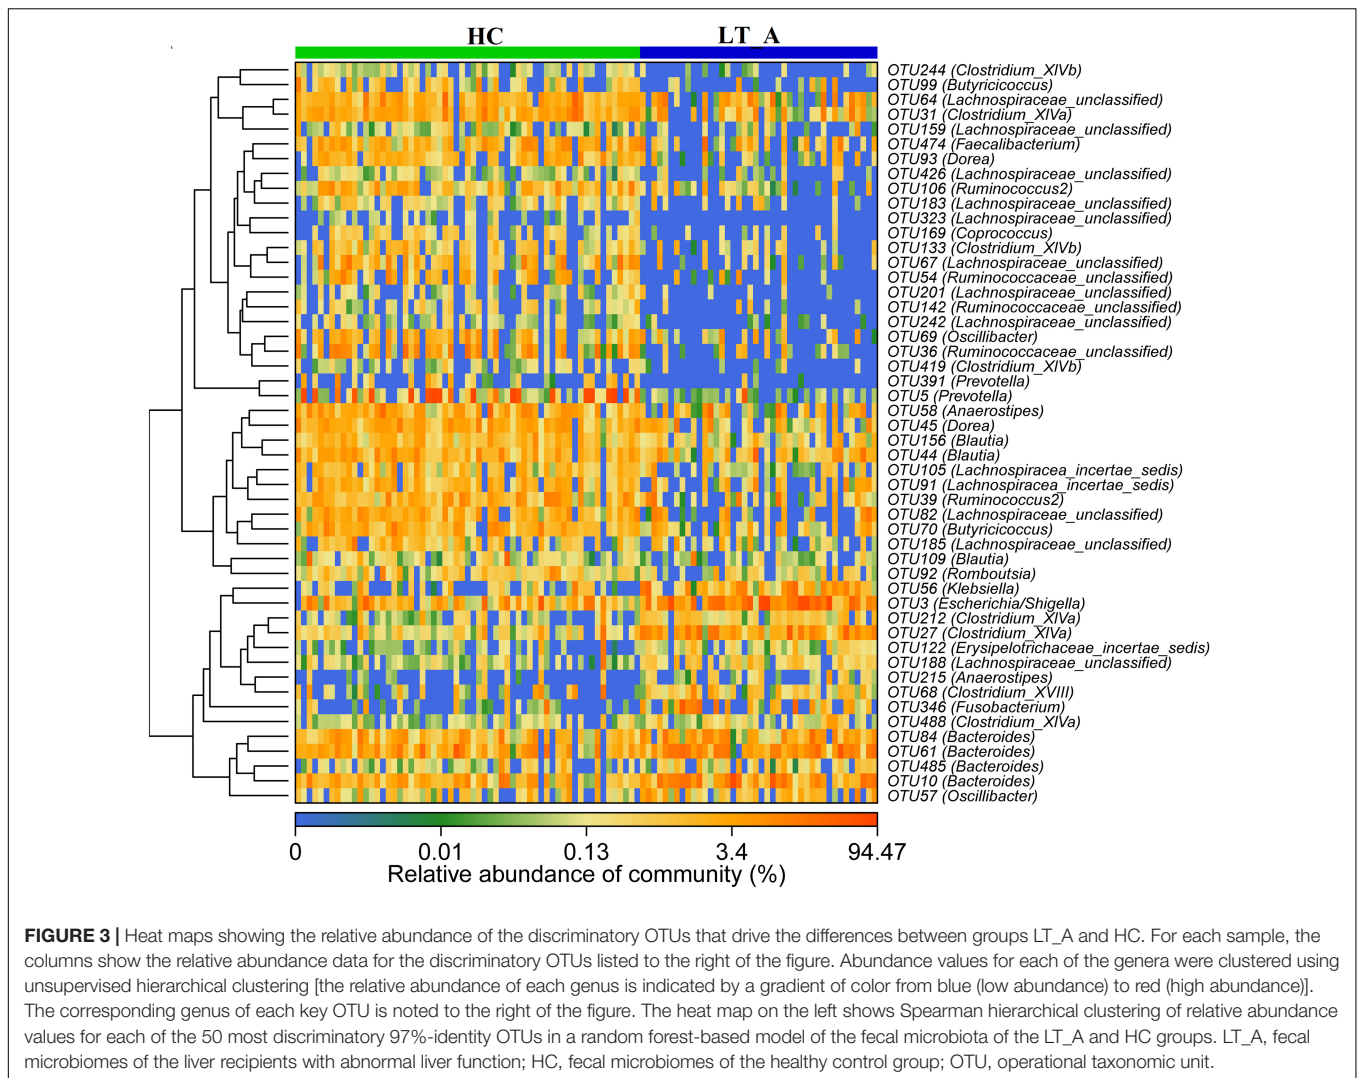 HC LT_A
OTU244 (Clostridium_XIVb)
OTU99 (Butyricicoccus)
OTU64 (Lachnospiraceae_unclassified)
OTU31 (Clostridium_XIVa)
OTU159 (Lachnospiraceae_unclassified)
OTU474 (Faecalibacterium)
OTU93 (Dorea)
OTU426 (Lachnospiraceae_unclassified)
OTU106 (Ruminococcus2)
OTU183 (Lachnospiraceae_unclassified)
OTU323 (Lachnospiraceae_unclassified)
OTU169 (Coprococcus)
OTU133 (Clostridium_XIVb)
OTU67 (Lachnospiraceae_unclassified)
OTU54 (Ruminococcaceae_unclassified)
OTU201 (Lachnospiraceae_unclassified)
OTU142 (Ruminococcaceae_unclassified)
OTU242 (Lachnospiraceae_unclassified)
OTU69 (Oscillibacter)
OTU36 (Ruminococcaceae_unclassified)
OTU419 (Clostridium_XIVb)
OTU391 (Prevotella)
OTU5 (Prevotella)
OTU58 (Anaerostipes)
OTU45 (Dorea)
OTU156 (Blautia)
OTU44 (Blautia)
OTU105 (Lachnospiracea_incertae_sedis)
OTU91 (Lachnospiracea_incertae_sedis)
OTU39 (Ruminococcus2)
OTU82 (Lachnospiraceae_unclassified)
OTU70 (Butyricicoccus)
OTU185 (Lachnospiraceae_unclassified)
OTU109 (Blautia)
OTU92 (Romboutsia)
OTU56 (Klebsiella)
OTU3 (Escherichia/Shigella)
OTU212 (Clostridium_XIVa)
OTU27 (Clostridium_XIVa)
OTU122 (Erysipelotrichaceae_incertae_sedis)
OTU188 (Lachnospiraceae_unclassified)
OTU215 (Anaerostipes)
OTU68 (Clostridium_XVIII)
OTU346 (Fusobacterium)
OTU488 (Clostridium_XIVa)
OTU84 (Bacteroides)
OTU61 (Bacteroides)
OTU485 (Bacteroides)
OTU10 (Bacteroides)
OTU57 (Oscillibacter)
0 0.01 0.13 3.4 94.47
Relative abundance of community (%)
FIGURE 3 | Heat maps showing the relative abundance of the discriminatory OTUs that drive the differences between groups LT_A and HC. For each sample, the
columns show the relative abundance data for the discriminatory OTUs listed to the right of the figure. Abundance values for each of the genera were clustered using
unsupervised hierarchical clustering [the relative abundance of each genus is indicated by a gradient of color from blue (low abundance) to red (high abundance)].
The corresponding genus of each key OTU is noted to the right of the figure. The heat map on the left shows Spearman hierarchical clustering of relative abundance
values for each of the 50 most discriminatory 97%-identity OTUs in a random forest-based model of the fecal microbiota of the LT_A and HC groups. LT_A, fecal
microbiomes of the liver recipients with abnormal liver function; HC, fecal microbiomes of the healthy control group; OTU, operational taxonomic unit.